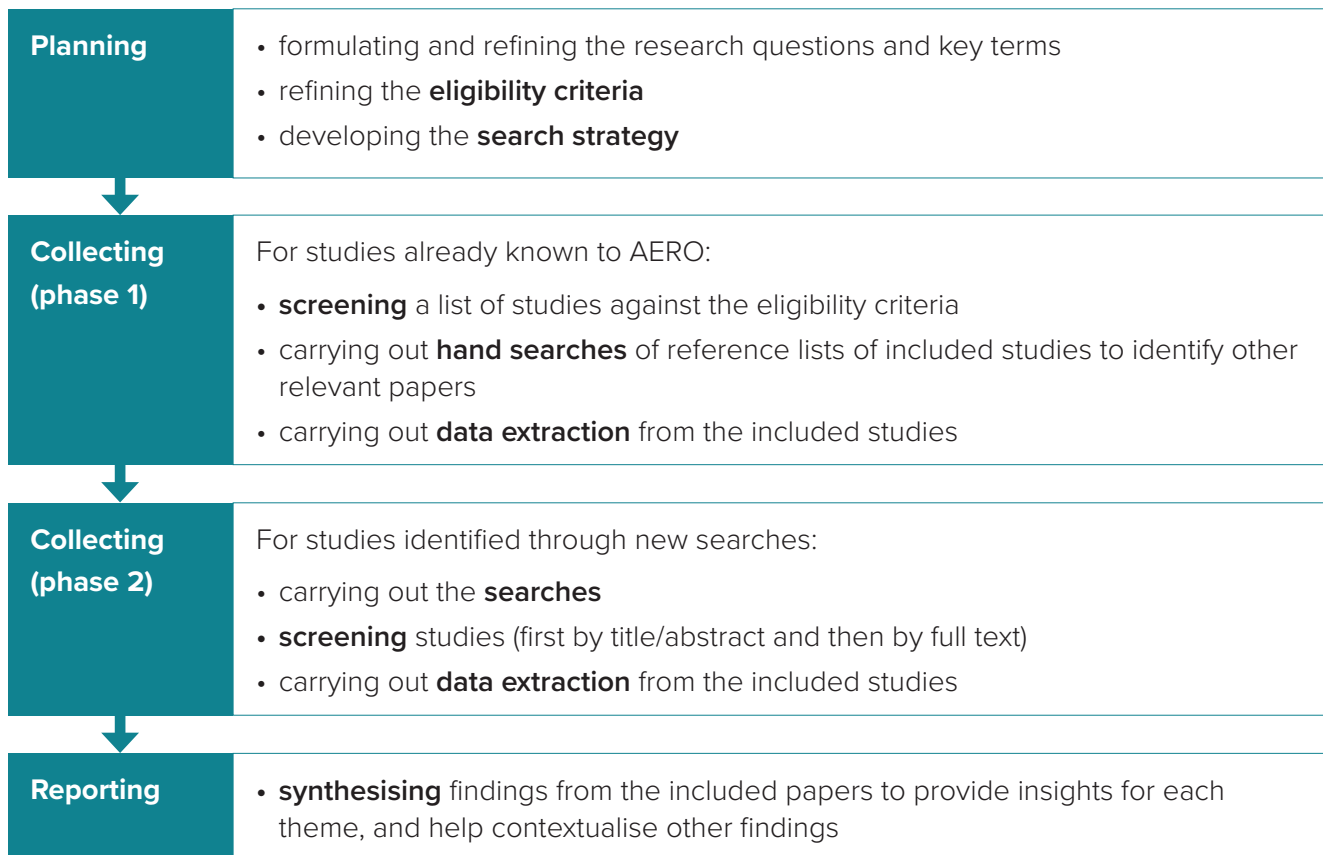 Planning
• formulating and refining the research questions and key terms
• refining the eligibility criteria
• developing the search strategy
Collecting
(phase 1)
For studies already known to AERO:
• screening a list of studies against the eligibility criteria
• carrying out hand searches of reference lists of included studies to identify other
relevant papers
• carrying out data extraction from the included studies
Collecting
(phase 2)
For studies identified through new searches:
• carrying out the searches
• screening studies (first by title/abstract and then by full text)
• carrying out data extraction from the included studies
Reporting
• synthesising findings from the included papers to provide insights for each
theme, and help contextualise other findings